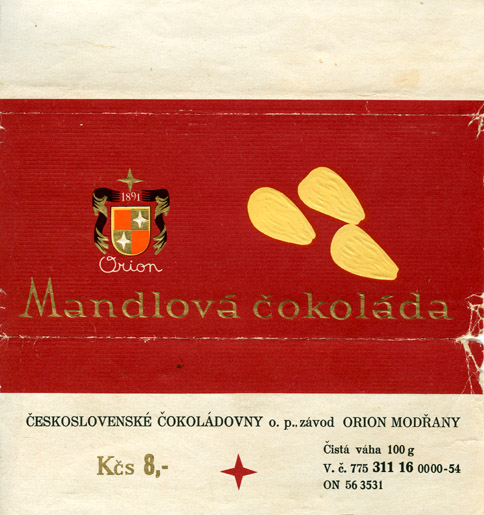 1891
Orion
Mandlová čokoláda
ČESKOSLOVENSKÉ ČOKOLÁDOVNY o. p.. závod ORION MODŘANY
Kčs 8,-
Čistá váha 100 g
V. č. 775 311 16 0000-54
ON 56 3531